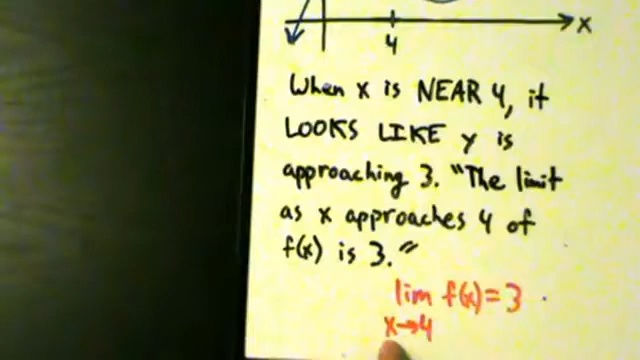 x
4
When x is NEAR 4, it
LOOKS LIKE y is
approaching 3. "The limit
as x approaches 4 of
f(x) is 3."
lim f(x) = 3
x→4